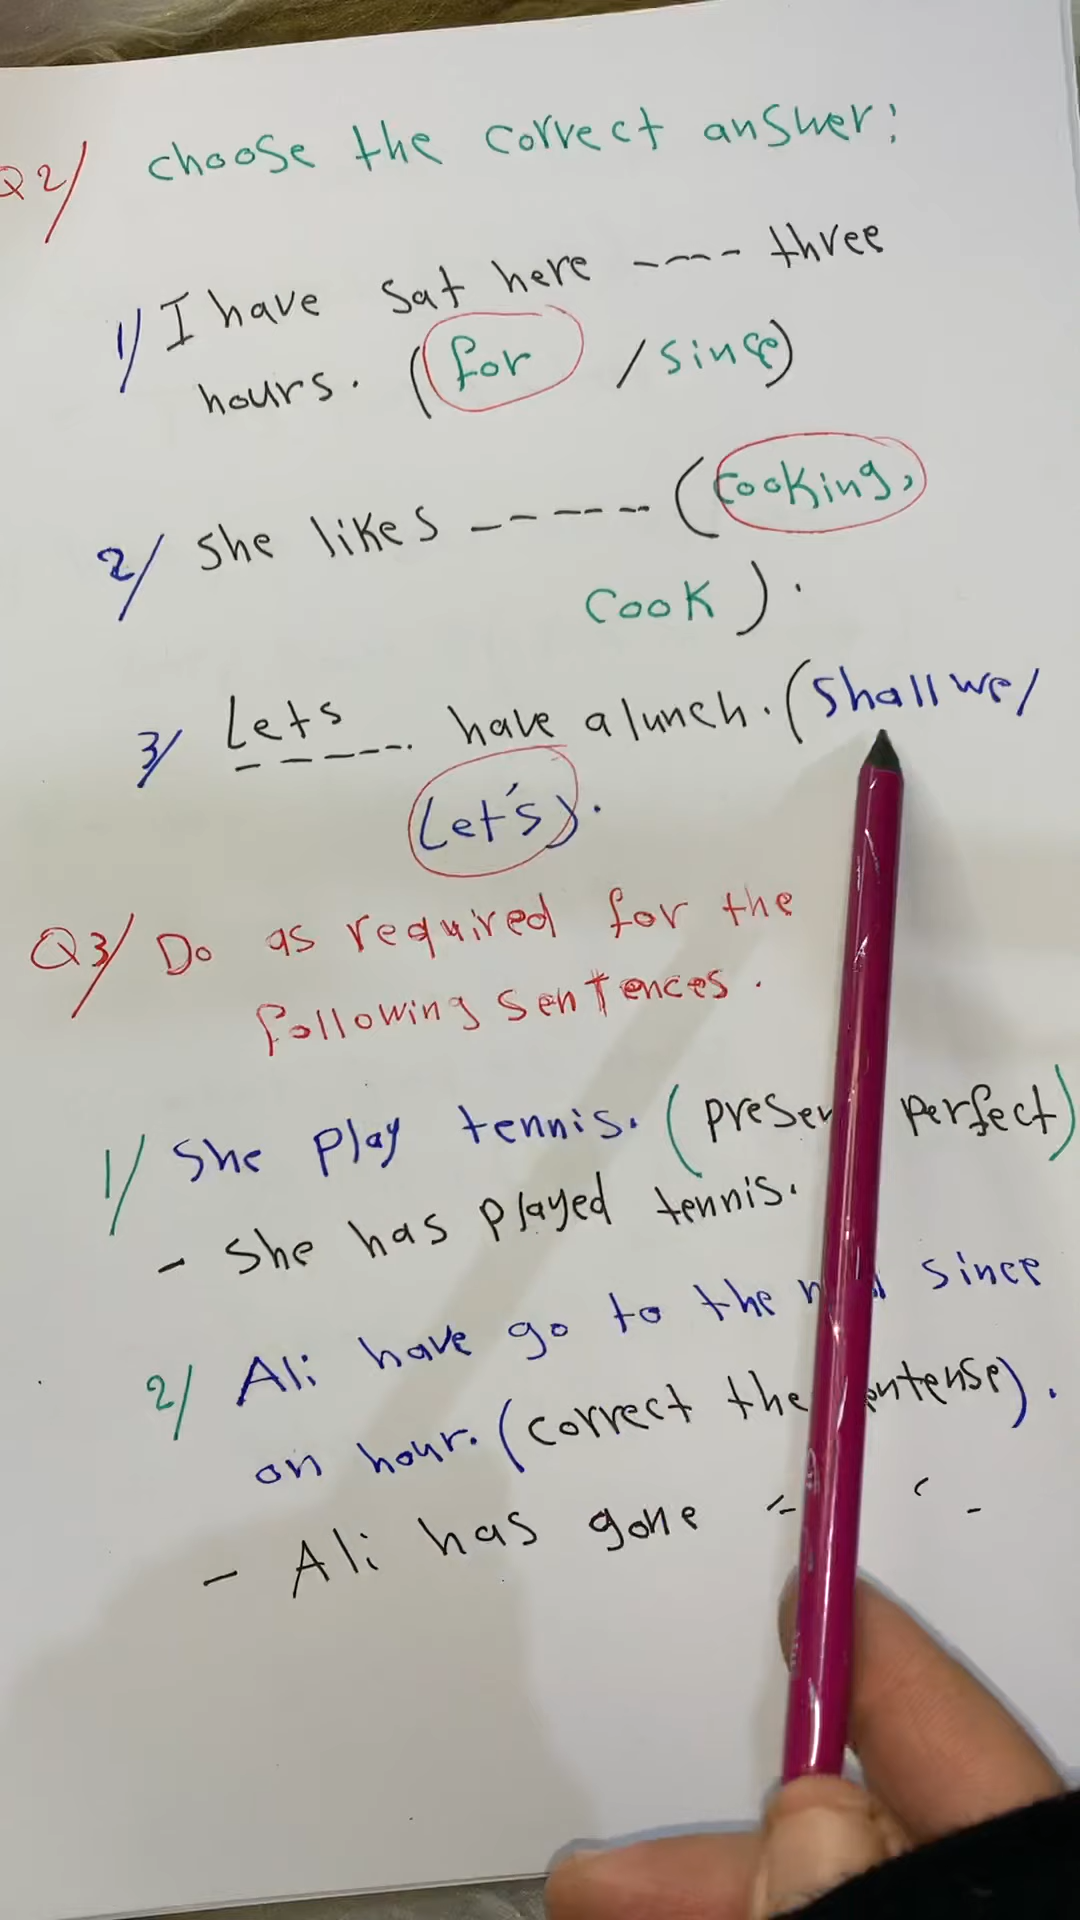 Q2/ choose the correct answer:
1/ I have sat here ---- three
hours. (for / since)
2/ she likes ------ (cooking,
cook).
3/ Lets ------. have a lunch. (shall we/
Let's).
Q3/ Do as required for the
following sentences.
1/ She play tennis. (present perfect)
- She has played tennis.
2/ Ali have go to the since
on hour. (correct the sentense).
- Ali has gone = =